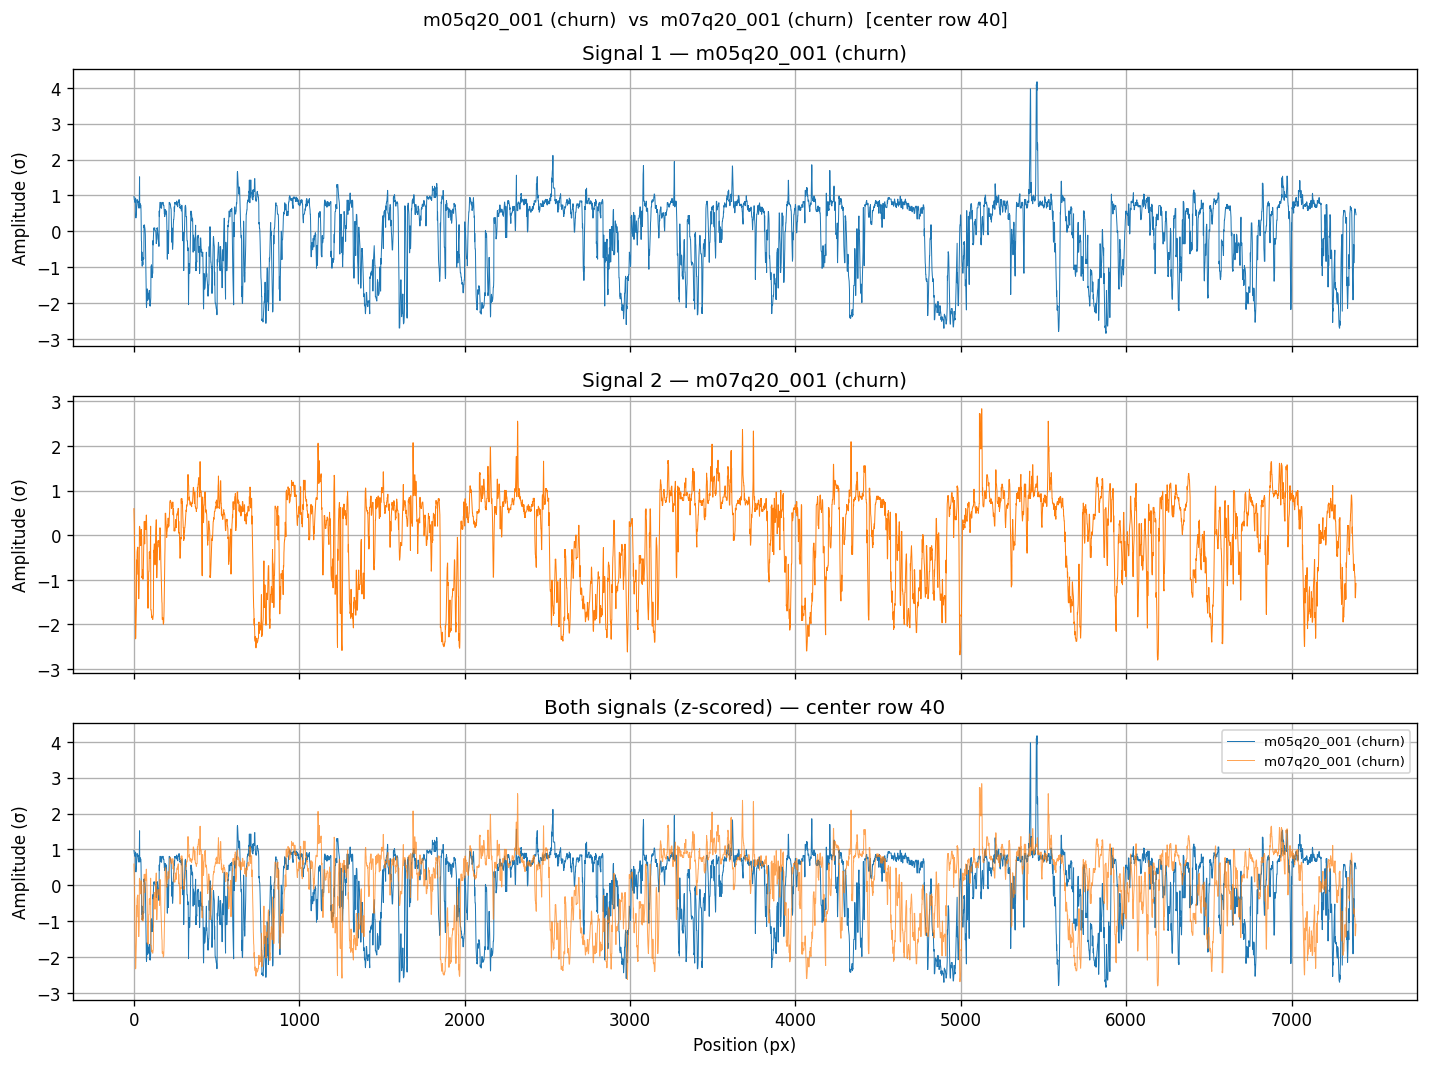 m05q20_001 (churn)  vs  m07q20_001 (churn)  [center row 40]
Signal 1 — m05q20_001 (churn)
Amplitude (σ)
4
3
2
1
0
−1
−2
−3
Signal 2 — m07q20_001 (churn)
Amplitude (σ)
3
2
1
0
−1
−2
−3
Both signals (z-scored) — center row 40
Amplitude (σ)
4
3
2
1
0
−1
−2
−3
m05q20_001 (churn)
m07q20_001 (churn)
0 1000 2000 3000 4000 5000 6000 7000
Position (px)